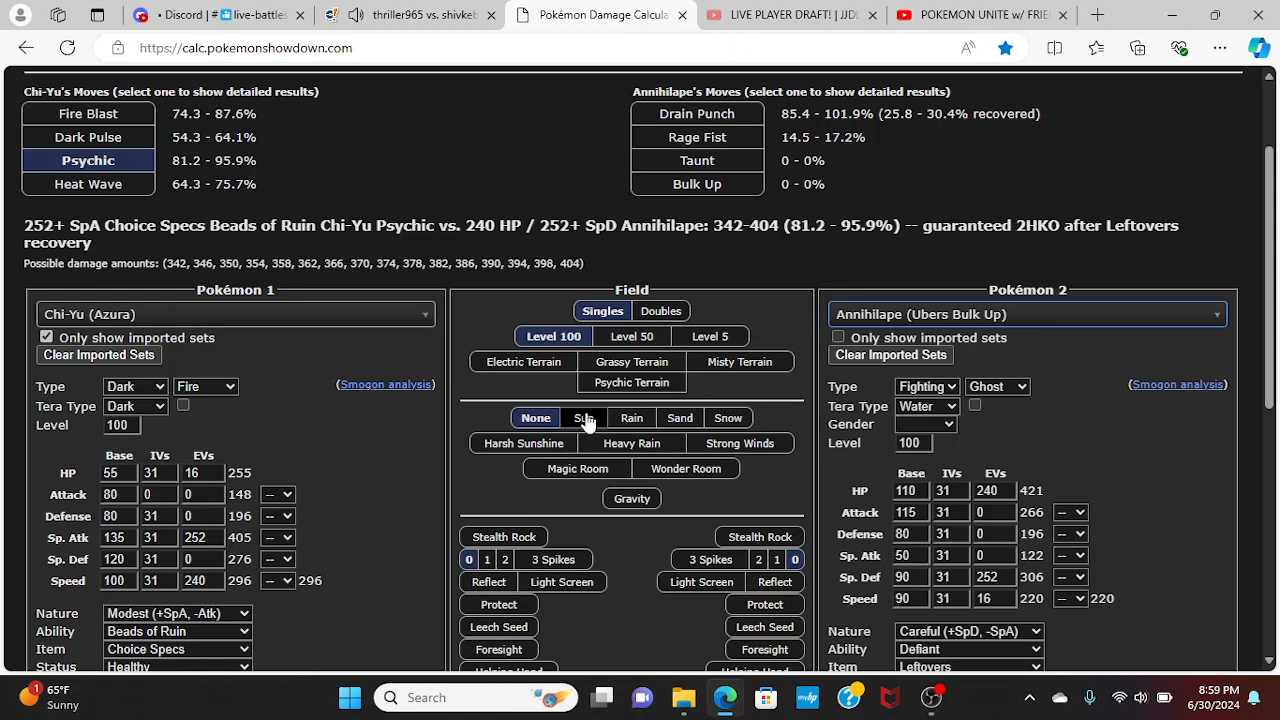 Discord | # live-battles
thriller965 vs. shivkeb
Pokémon Damage Calcula
LIVE PLAYER DRAFT! | JDL
POKEMON UNITE w/ FRIE
https://calc.pokemonshowdown.com
Chi-Yu's Moves (select one to show detailed results)
Fire Blast 74.3 - 87.6%
Dark Pulse 54.3 - 64.1%
Psychic 81.2 - 95.9%
Heat Wave 64.3 - 75.7%
Annihilape's Moves (select one to show detailed results)
Drain Punch 85.4 - 101.9% (25.8 - 30.4% recovered)
Rage Fist 14.5 - 17.2%
Taunt 0 - 0%
Bulk Up 0 - 0%
252+ SpA Choice Specs Beads of Ruin Chi-Yu Psychic vs. 240 HP / 252+ SpD Annihilape: 342-404 (81.2 - 95.9%) -- guaranteed 2HKO after Leftovers
recovery
Possible damage amounts: (342, 346, 350, 354, 358, 362, 366, 370, 374, 378, 382, 386, 390, 394, 398, 404)
Pokémon 1
Chi-Yu (Azura)
Only show imported sets
Clear Imported Sets
Type Dark Fire (Smogon analysis)
Tera Type Dark
Level 100
Base IVs EVs
HP 55 31 16 255
Attack 80 0 0 148 --
Defense 80 31 0 196 --
Sp. Atk 135 31 252 405 --
Sp. Def 120 31 0 276 --
Speed 100 31 240 296 -- 296
Nature Modest (+SpA, -Atk)
Ability Beads of Ruin
Item Choice Specs
Status Healthy
Field
Singles Doubles
Level 100 Level 50 Level 5
Electric Terrain Grassy Terrain Misty Terrain
Psychic Terrain
None Rain Sand Snow
Harsh Sunshine Heavy Rain Strong Winds
Magic Room Wonder Room
Gravity
Stealth Rock Stealth Rock
0 1 2 3 Spikes 3 Spikes 2 1 0
Reflect Light Screen Light Screen Reflect
Protect Protect
Leech Seed Leech Seed
Foresight Foresight
Helping Hand Helping Hand
Pokémon 2
Annihilape (Ubers Bulk Up)
Only show imported sets
Clear Imported Sets
Type Fighting Ghost (Smogon analysis)
Tera Type Water
Gender
Level 100
Base IVs EVs
HP 110 31 240 421
Attack 115 31 0 266 --
Defense 80 31 0 196 --
Sp. Atk 50 31 0 122 --
Sp. Def 90 31 252 306 --
Speed 90 31 16 220 -- 220
Nature Careful (+SpD, -SpA)
Ability Defiant
Item Leftovers
1
65°F
Sunny
Search
myhp
8:59 PM
6/30/2024